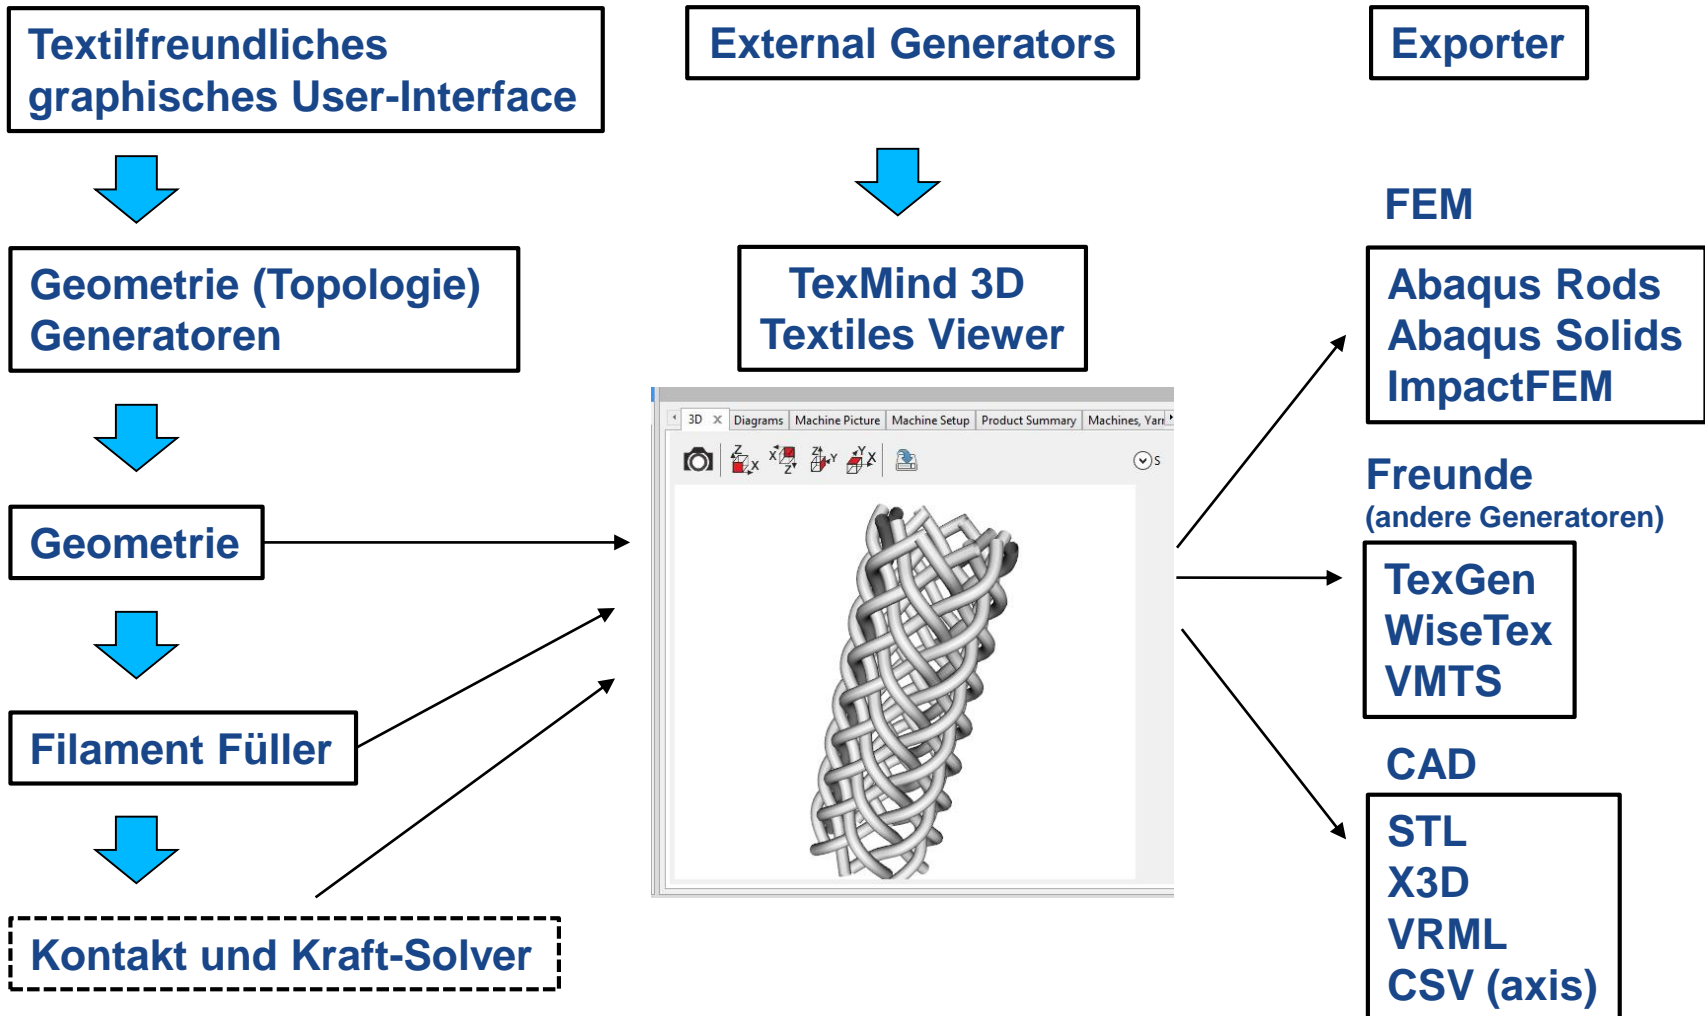 Textilfreundliches
graphisches User-Interface
Geometrie (Topologie)
Generatoren
Geometrie
Filament Füller
Kontakt und Kraft-Solver
External Generators
TexMind 3D
Textiles Viewer
3D X Diagrams Machine Picture Machine Setup Product Summary Machines, Yarn
Z X X Z Z Y Y X S
Exporter
FEM
Abaqus Rods
Abaqus Solids
ImpactFEM
Freunde
(andere Generatoren)
TexGen
WiseTex
VMTS
CAD
STL
X3D
VRML
CSV (axis)